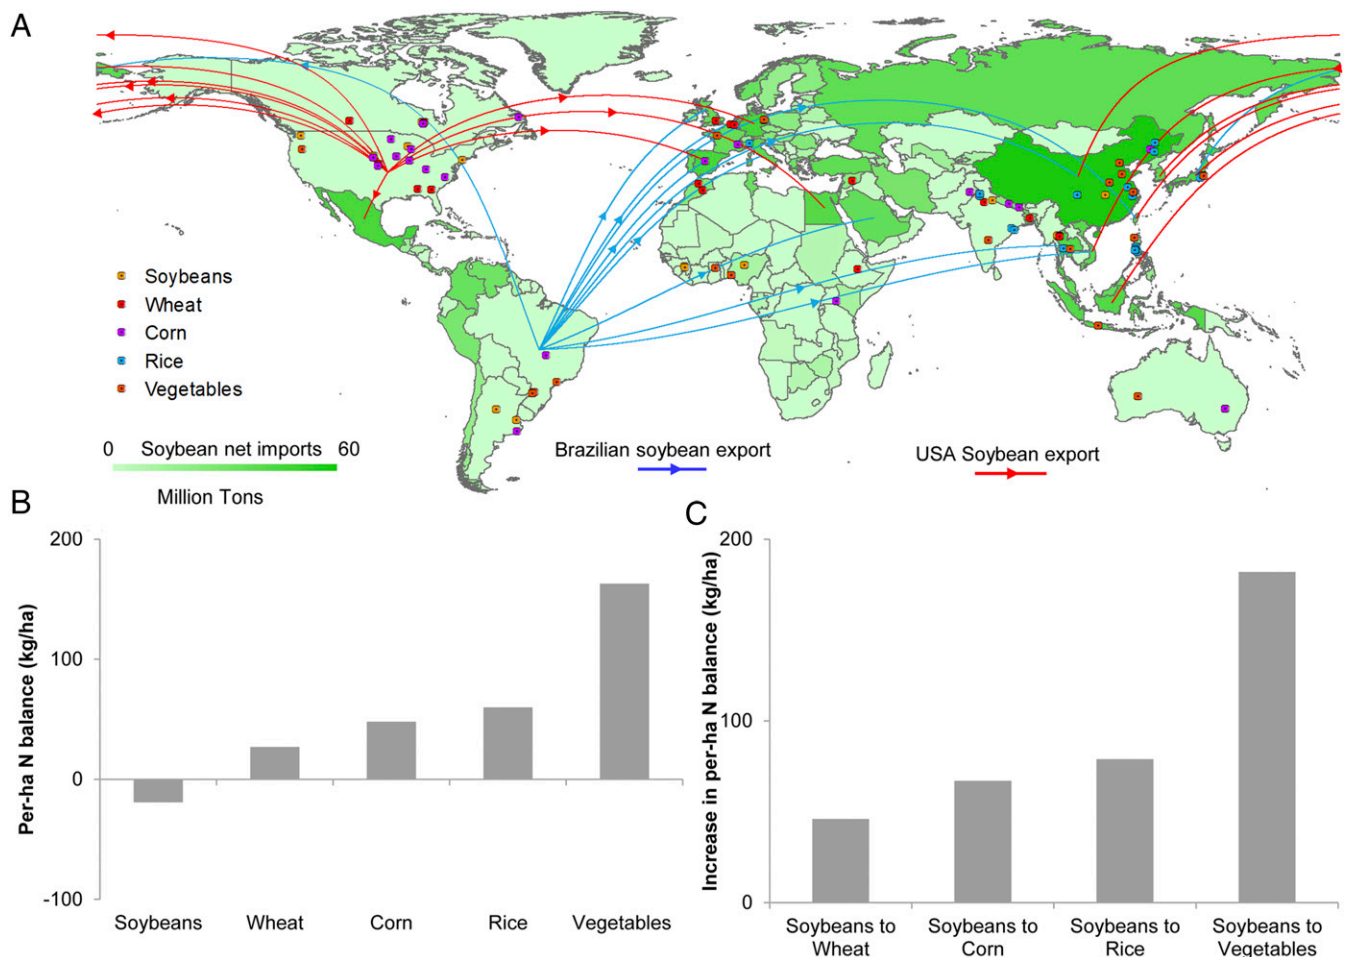 A
Soybeans
Wheat
Corn
Rice
Vegetables
0 Soybean net imports 60
Million Tons
Brazilian soybean export
USA Soybean export
B
Per-ha N balance (kg/ha)
200
100
0
-100
Soybeans
Wheat
Corn
Rice
Vegetables
C
Increase in per-ha N balance (kg/ha)
200
100
0
Soybeans to
Wheat
Soybeans to
Corn
Soybeans to
Rice
Soybeans to
Vegetables